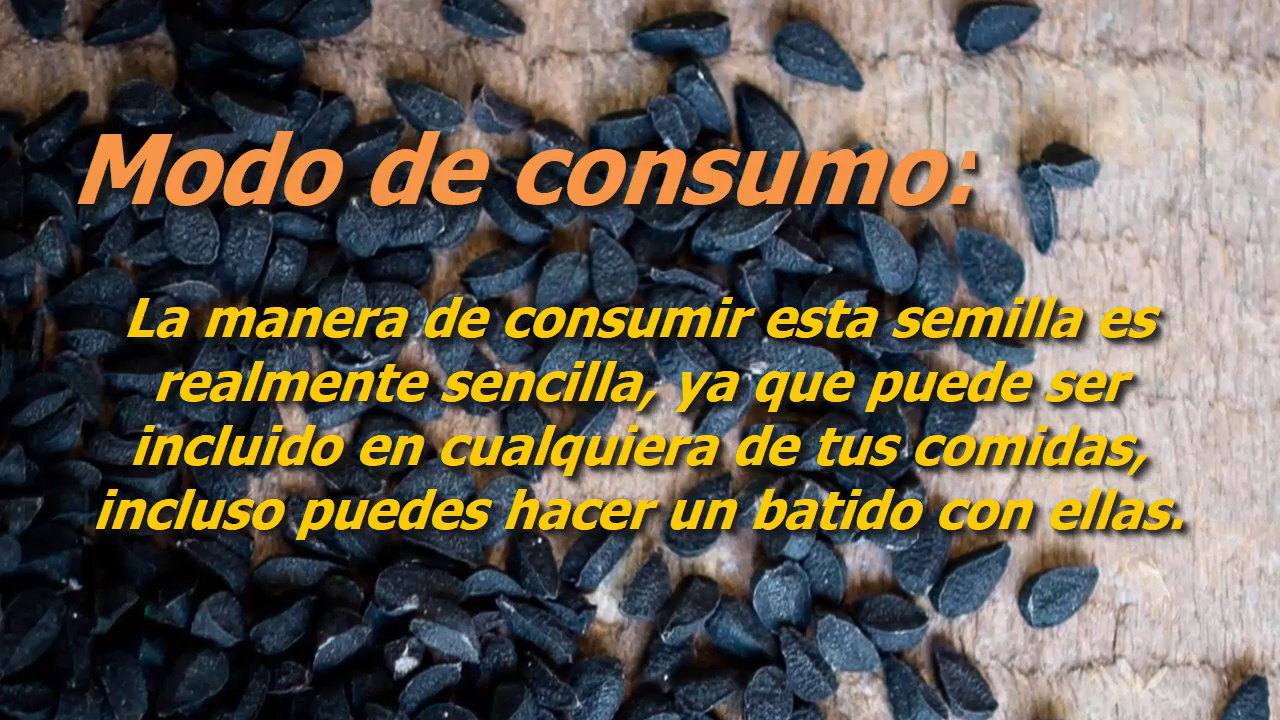 Modo de consumo:
La manera de consumir esta semilla es
realmente sencilla, ya que puede ser
incluido en cualquiera de tus comidas,
incluso puedes hacer un batido con ellas.